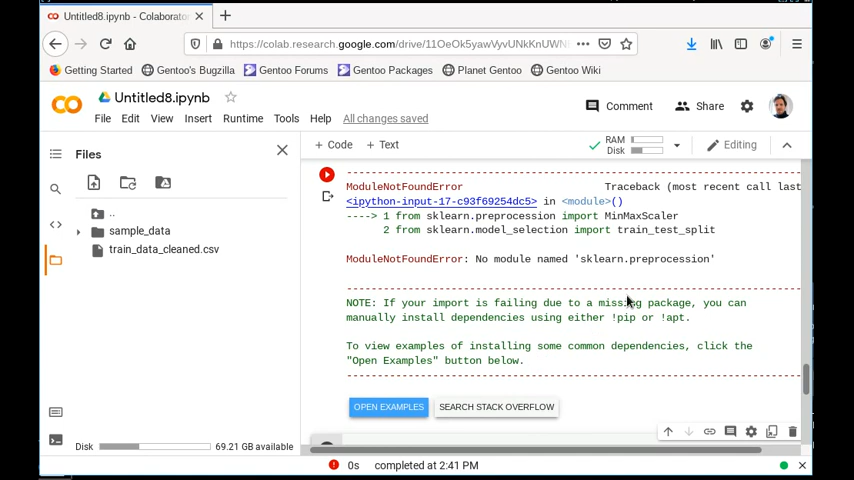 Untitled8.ipynb - Colaborator
https://colab.research.google.com/drive/11OeOk5yawVyvUNkKnUWN
Getting Started Gentoo's Bugzilla Gentoo Forums Gentoo Packages Planet Gentoo Gentoo Wiki
Untitled8.ipynb
Comment Share
File Edit View Insert Runtime Tools Help All changes saved
+ Code + Text RAM Disk Editing
Files
..
sample_data
train_data_cleaned.csv
Disk 69.21 GB available
ModuleNotFoundError Traceback (most recent call last
<ipython-input-17-c93f69254dc5> in <module>()
----> 1 from sklearn.preprocession import MinMaxScaler
2 from sklearn.model_selection import train_test_split
ModuleNotFoundError: No module named 'sklearn.preprocession'
NOTE: If your import is failing due to a missing package, you can
manually install dependencies using either !pip or !apt.
To view examples of installing some common dependencies, click the
"Open Examples" button below.
OPEN EXAMPLES SEARCH STACK OVERFLOW
0s completed at 2:41 PM